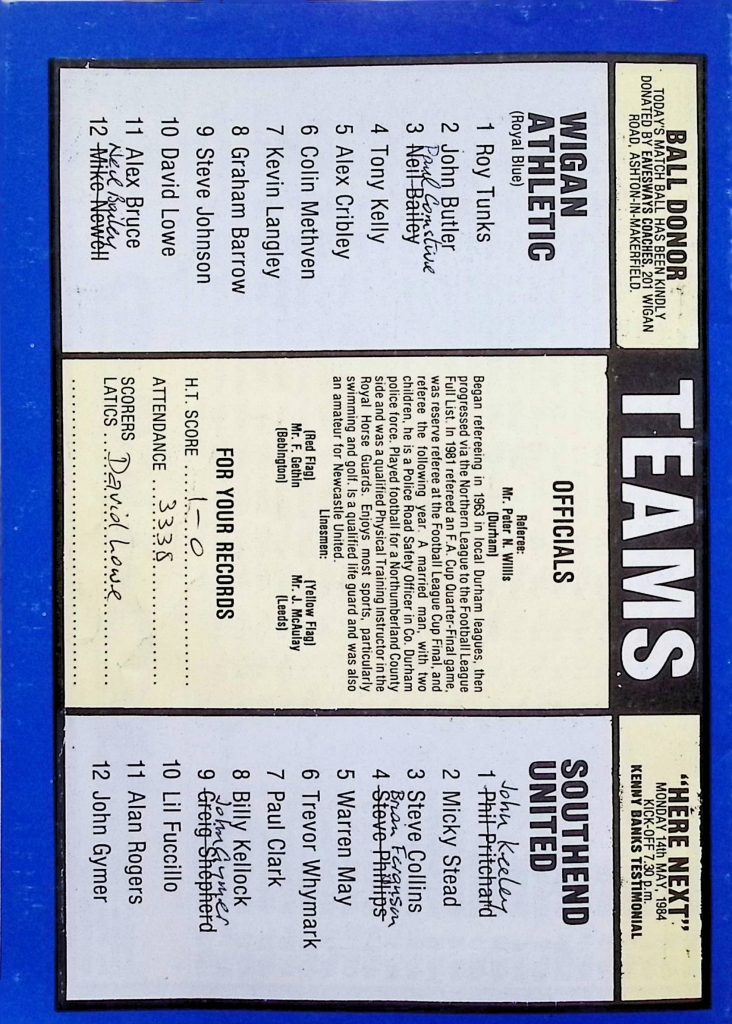 BALL DONOR
TODAY'S MATCH BALL HAS BEEN KINDLY
DONATED BY EAVESWAYS COACHES, 201 WIGAN
ROAD, ASHTON-IN-MAKERFIELD.
TEAMS
"HERE NEXT"
MONDAY 14th MAY, 1984
KICK-OFF 7.30 p.m.
KENNY BANKS TESTIMONIAL
WIGAN
ATHLETIC
(Royal Blue)
1 Roy Tunks
2 John Butler
Paul Comstive
3 Neil Bailey
4 Tony Kelly
5 Alex Cribley
6 Colin Methven
7 Kevin Langley
8 Graham Barrow
9 Steve Johnson
10 David Lowe
11 Alex Bruce
Neil Bailey
12 Mike Newell
OFFICIALS
Referee:
Mr. Peter N. Willis
(Durham)
Began refereeing in 1963 in local Durham leagues, then
progressed via the Northern League to the Football League
Full List. In 1981 refereed an F.A. Cup Quarter-Final game,
was reserve referee at the Football League Cup Final, and
referee the following year. A married man, with two
children, he is a Police Road Safety Officer in Co. Durham
police force. Played football for a Northumberland County
side and was a qualified Physical Training Instructor in the
Royal Horse Guards. Enjoys most sports, particularly
swimming and golf. Is a qualified life guard and was also
an amateur for Newcastle United.
Linesmen:
(Red Flag) (Yellow Flag)
Mr. F. Gethin Mr. J. McAulay
(Bebington) (Leeds)
FOR YOUR RECORDS
H.T. SCORE ... 1-0
ATTENDANCE 3338
SCORERS
LATICS ... David Lowe
SOUTHEND
UNITED
John Keeley
1 Phil Pritchard
2 Micky Stead
3 Steve Collins
Brian Ferguson
4 Steve Phillips
5 Warren May
6 Trevor Whymark
7 Paul Clark
8 Billy Kellock
John Gymer
9 Greig Shepherd
10 Lil Fuccillo
11 Alan Rogers
12 John Gymer